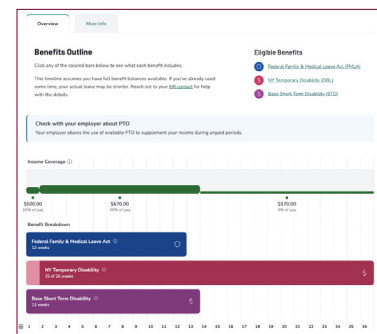 Overview
More Info
Benefits Outline
Click any of the colored bars below to see what each benefit includes.
This timeline assumes you have full benefit balances available. If you've already used
some time, your actual leave may be shorter. Reach out to your HR contact for help
with the details.
Eligible Benefits
Federal Family & Medical Leave Act (FMLA)
S NY Temporary Disability (DBL)
S Base Short Term Disability (STD)
Check with your employer about PTO
Your employer allows the use of available PTO to supplement your income during unpaid periods.
Income Coverage
$500.00
$670.00
$170.00
of pay
of pay
of pay
Benefit Breakdown
Federal Family & Medical Leave Act
12 weeks
NY Temporary Disability
S
Base Short Term Disability
13 weeks
S
1 2 3 4 5 6 7 8 9 10 11 12 13 14 15 16 17 18 19 20 21 22 23 24 25 26